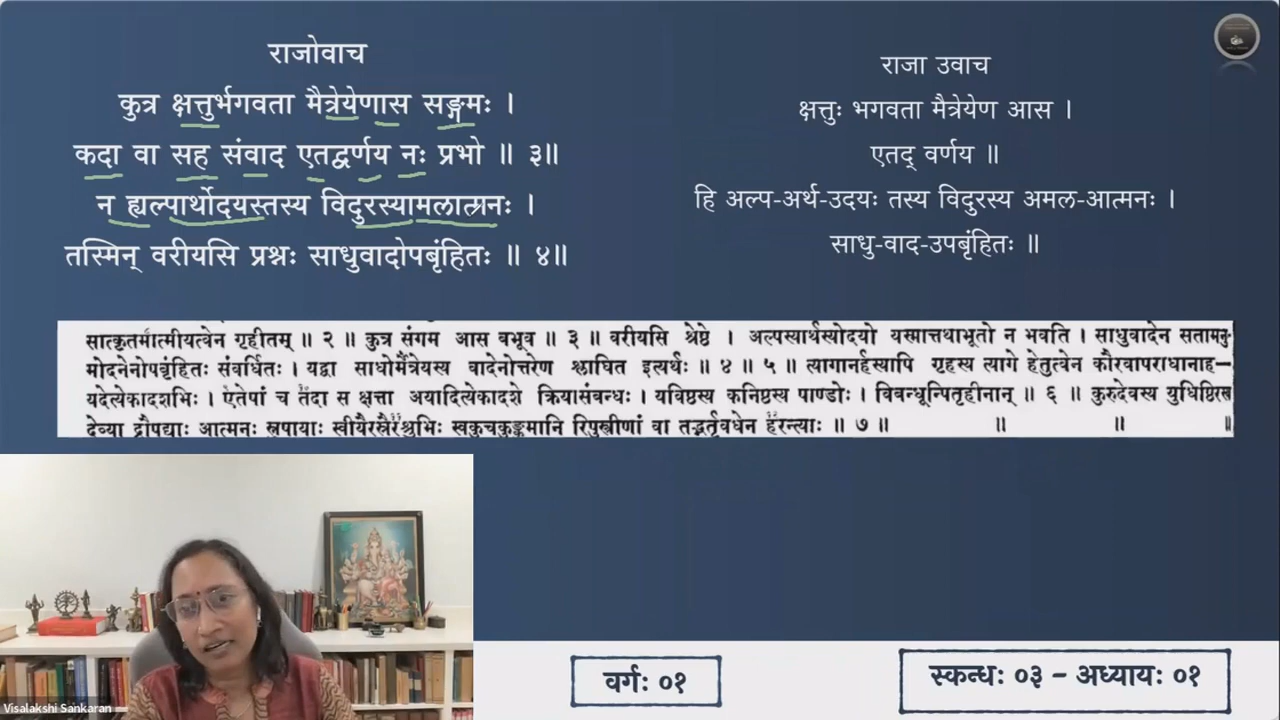 राजोवाच
कुत्र क्षत्तुर्भगवता मैत्रेयेणास सङ्गमः ।
कदा वा सह संवाद एतद्वर्णय नः प्रभो ॥ ३॥
न ह्यल्पार्थोदयस्तस्य विदुरस्यामलात्मनः ।
तस्मिन् वरीयसि प्रश्नः साधुवादोपबृंहितः ॥ ४॥
राजा उवाच
क्षत्तुः भगवता मैत्रेयेण आस ।
एतद् वर्णय ॥
हि अल्प-अर्थ-उदयः तस्य विदुरस्य अमल-आत्मनः ।
साधु-वाद-उपबृंहितः ॥
सात्कृतमात्मीयत्वेन गृहीतम् ॥ २ ॥ कुत्र संगम आस बभूव ॥ ३ ॥ वरीयसि श्रेष्ठे । अल्पस्यार्थस्योदयो यस्मात्तथाभूतो न भवति । साधुवादेन सतामनु-
मोदनेनोपबृंहितः संवर्धितः । यद्वा साधोर्मैत्रेयस्य वादेनोत्तरेण श्लाघित इत्यर्थः ॥ ४ ॥ ५ ॥ त्यागानर्हस्यापि गृहस्य त्यागे हेतुत्वेन कौरवापराधानाह—
यदेत्येकादशभिः । एतेषां च तदा स क्षत्ता अयादित्येकादशे क्रियासंबन्धः । यविष्ठस्य कनिष्ठस्य पाण्डोः । विबन्धून्पितृहीनान् ॥ ६ ॥ कुरुदेवस्य युधिष्ठिरस्य
देव्या द्रौपद्याः आत्मनः स्नुषायाः स्वीयैरस्रैरश्रुभिः स्वकुचकुङ्कुमानि रिपुस्त्रीणां वा तद्भर्तृवधेन हरन्त्याः ॥ ७ ॥ ॥ ॥ ॥
Visalakshi Sankaran
वर्गः ०१
स्कन्धः ०३ – अध्यायः ०१